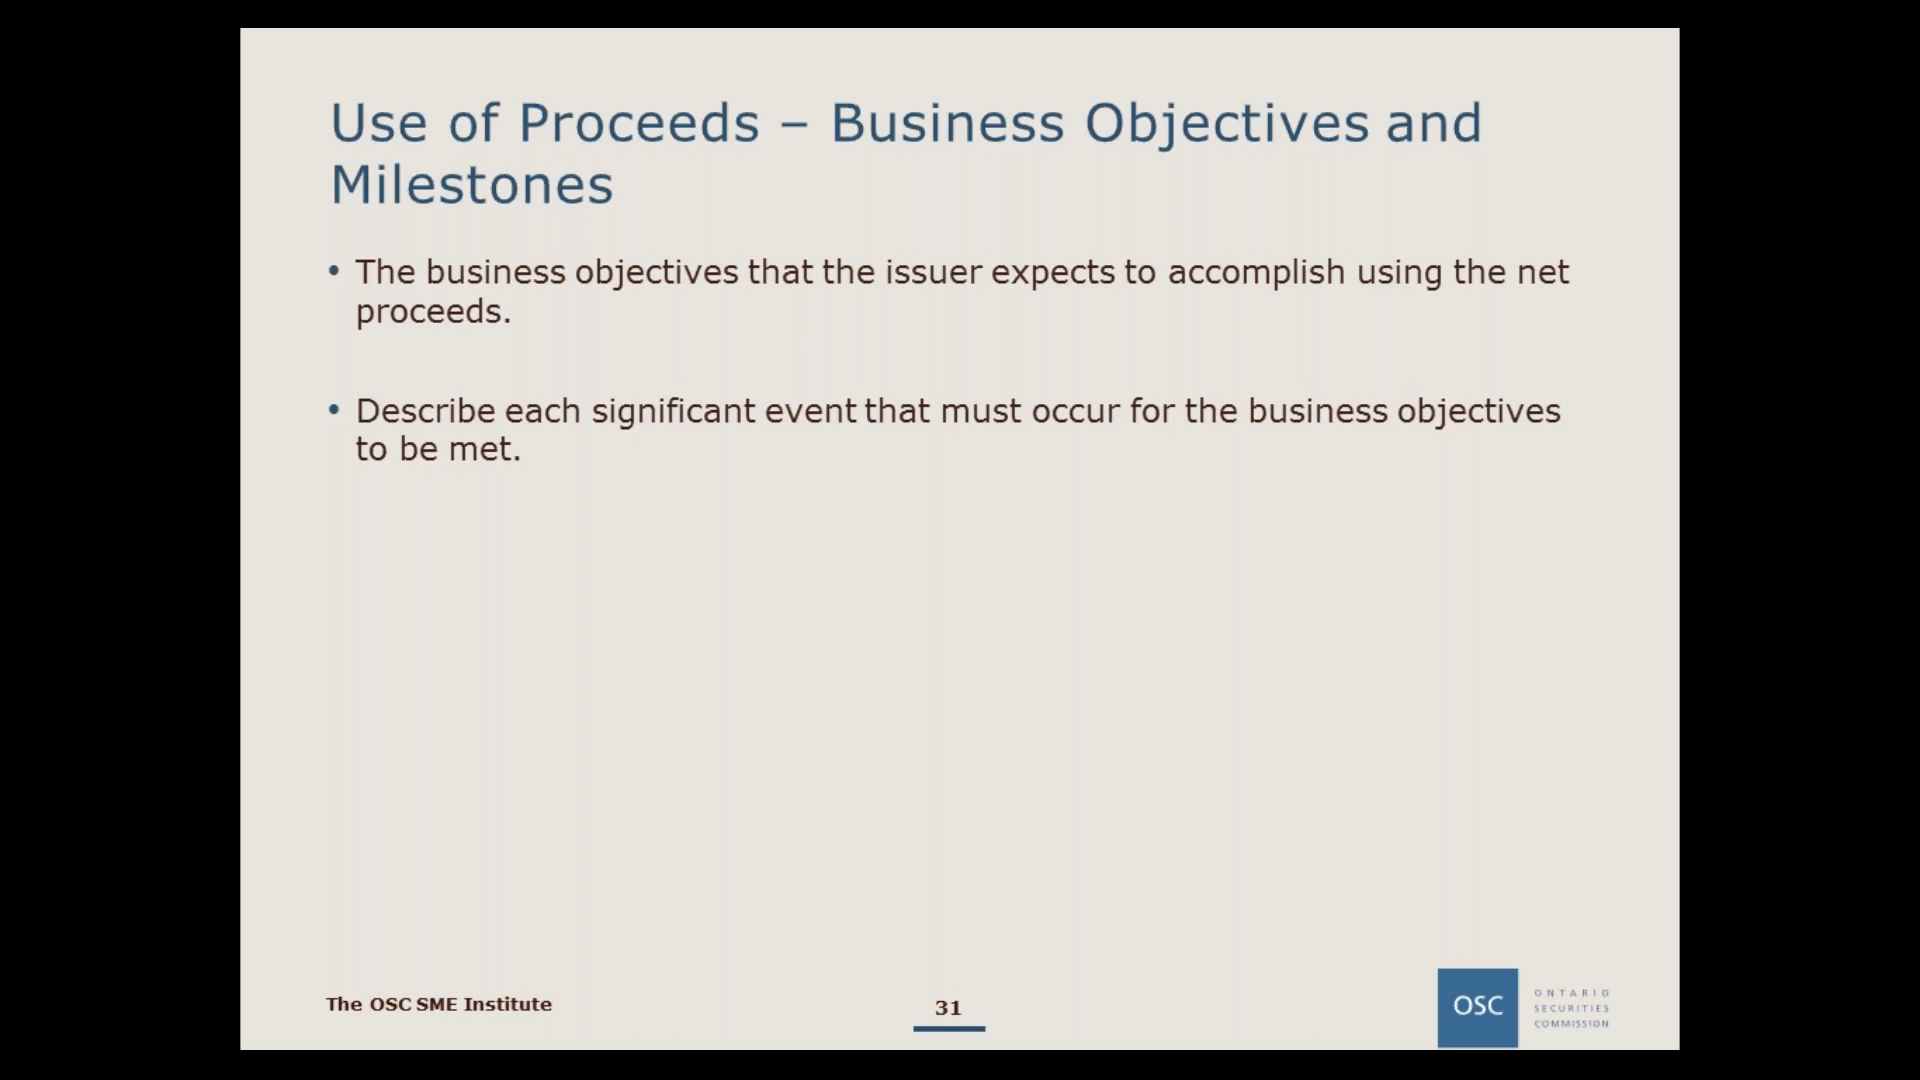 Use of Proceeds – Business Objectives and
Milestones
• The business objectives that the issuer expects to accomplish using the net
proceeds.
• Describe each significant event that must occur for the business objectives
to be met.
The OSC SME Institute
31
OSC
ONTARIO
SECURITIES
COMMISSION